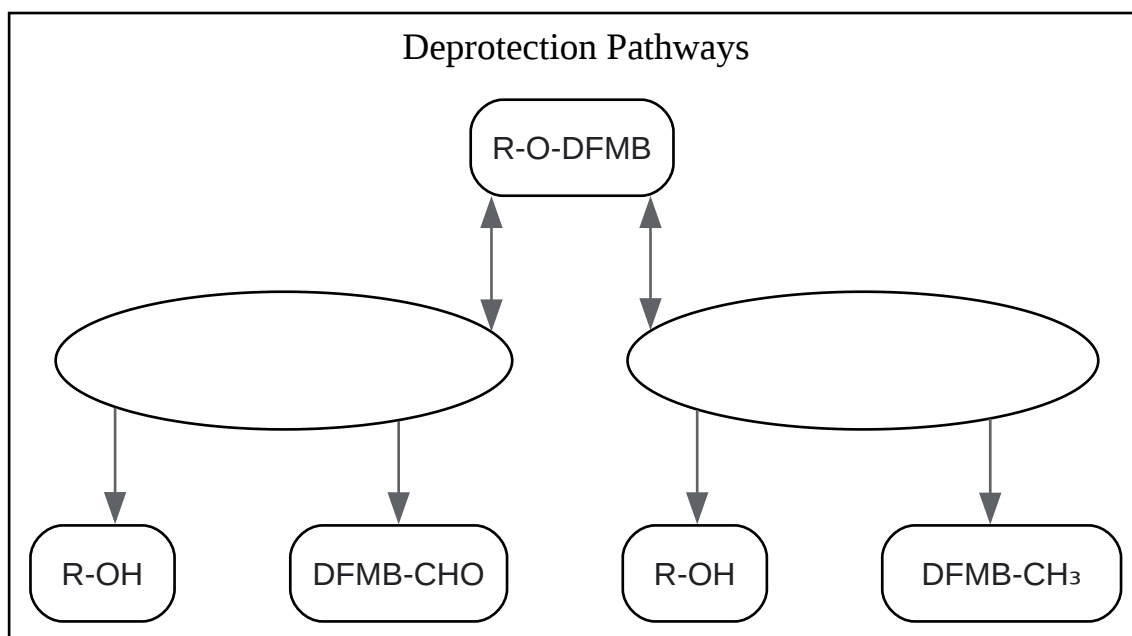 Deprotection Pathways
R-O-DFMB
R-OH
DFMB-CHO
R-OH
DFMB-CH₃